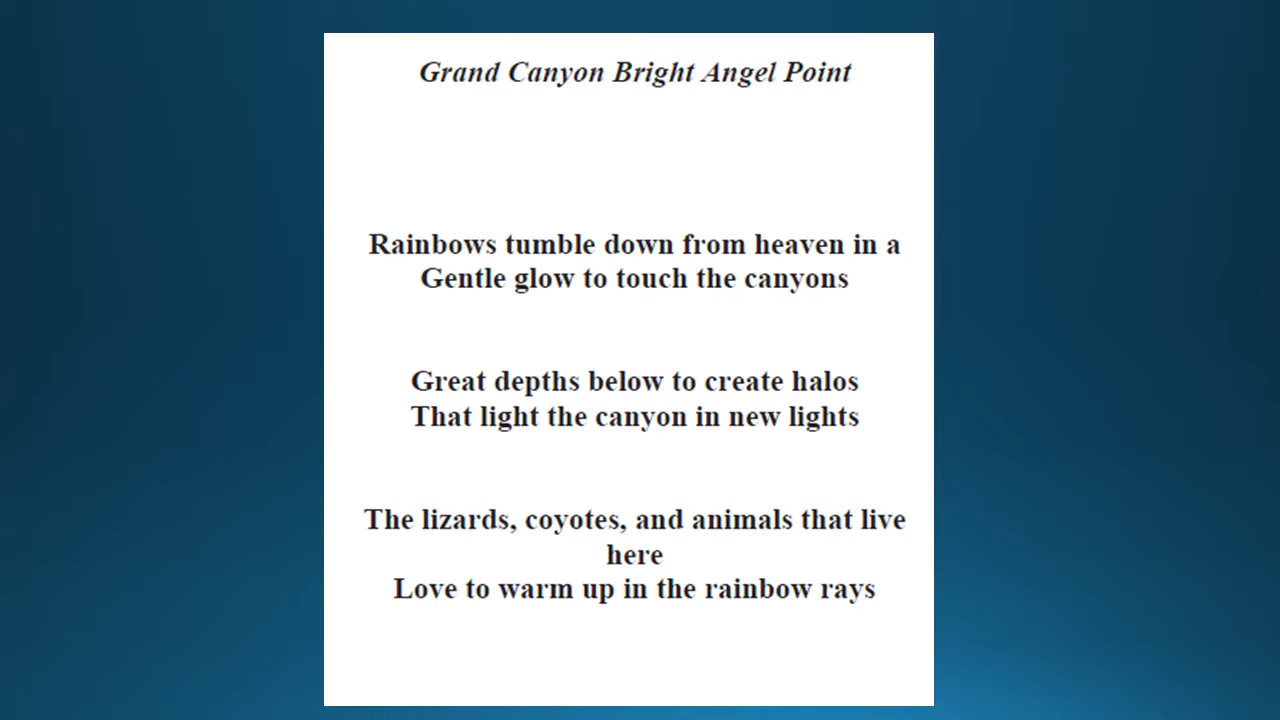 Grand Canyon Bright Angel Point
Rainbows tumble down from heaven in a
Gentle glow to touch the canyons
Great depths below to create halos
That light the canyon in new lights
The lizards, coyotes, and animals that live
here
Love to warm up in the rainbow rays